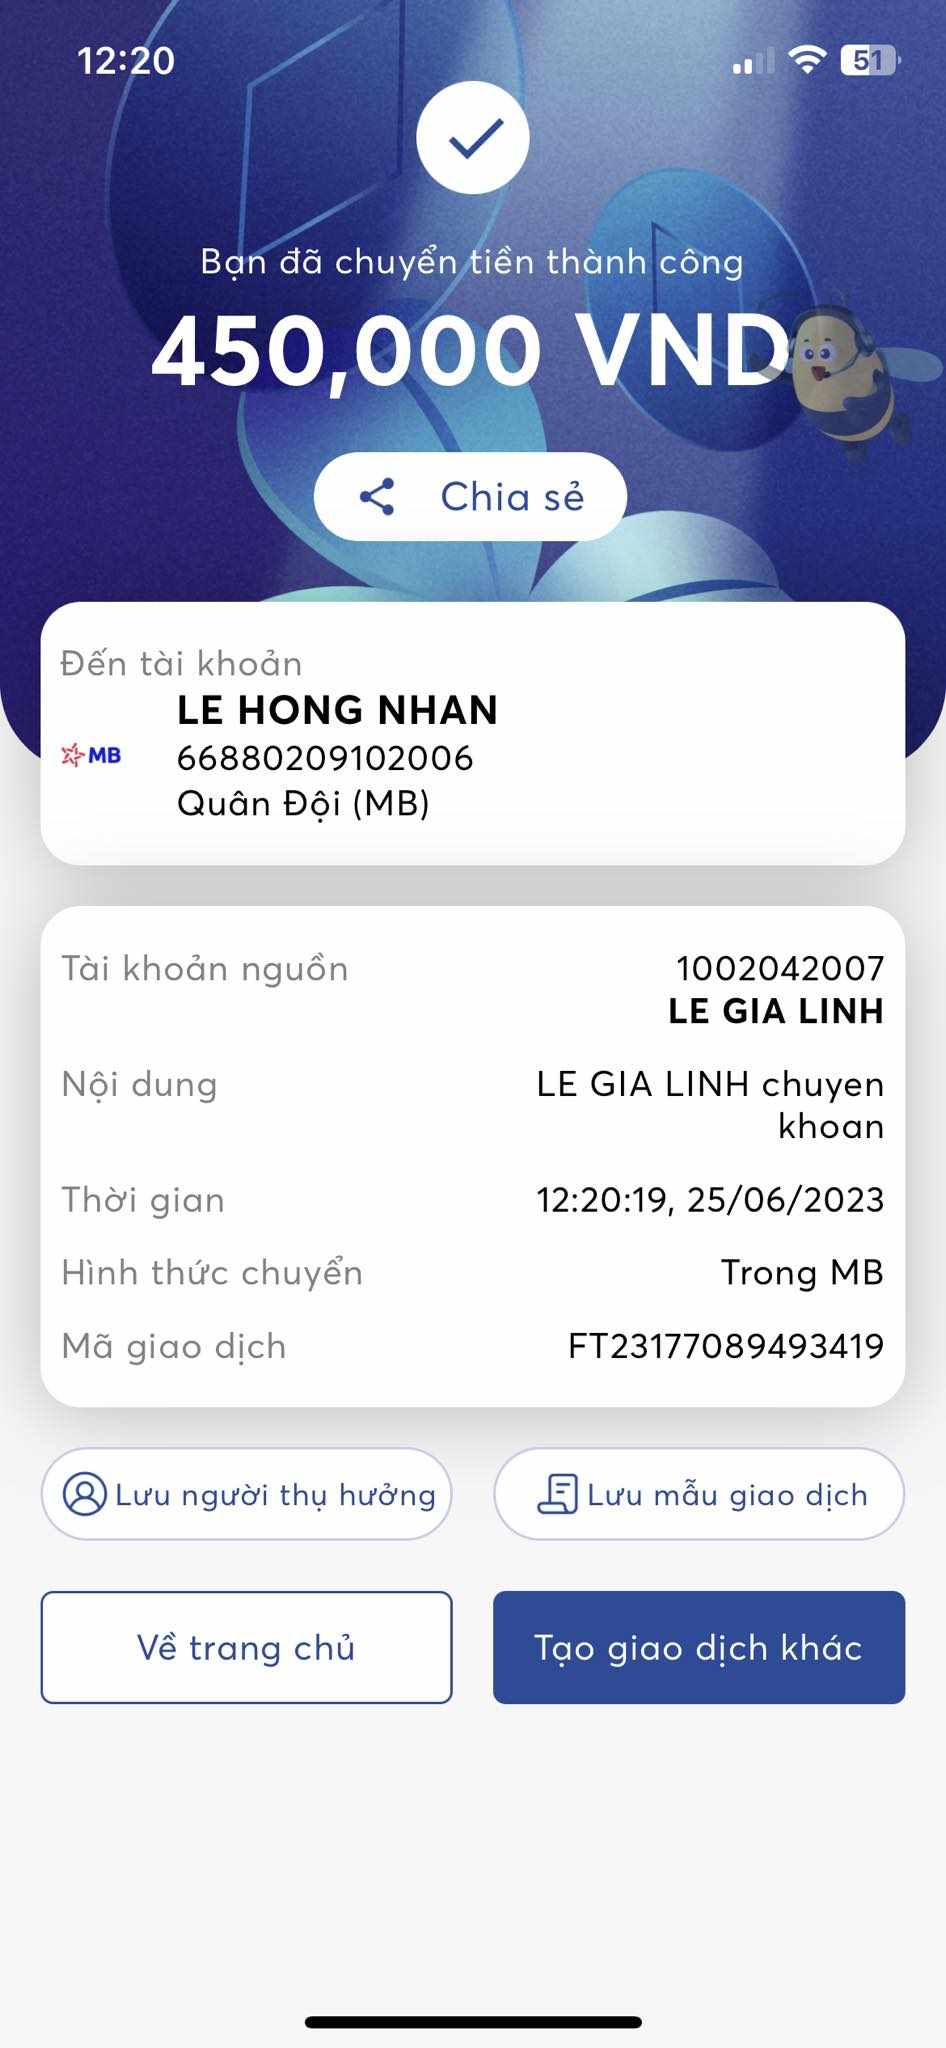 12:20
51
Bạn đã chuyển tiền thành công
450,000 VND
Chia sẻ
Đến tài khoản
LE HONG NHAN
MB
66880209102006
Quân Đội (MB)
Tài khoản nguồn
1002042007
LE GIA LINH
Nội dung
LE GIA LINH chuyen
khoan
Thời gian
12:20:19, 25/06/2023
Hình thức chuyển
Trong MB
Mã giao dịch
FT23177089493419
Lưu người thụ hưởng
Lưu mẫu giao dịch
Về trang chủ
Tạo giao dịch khác